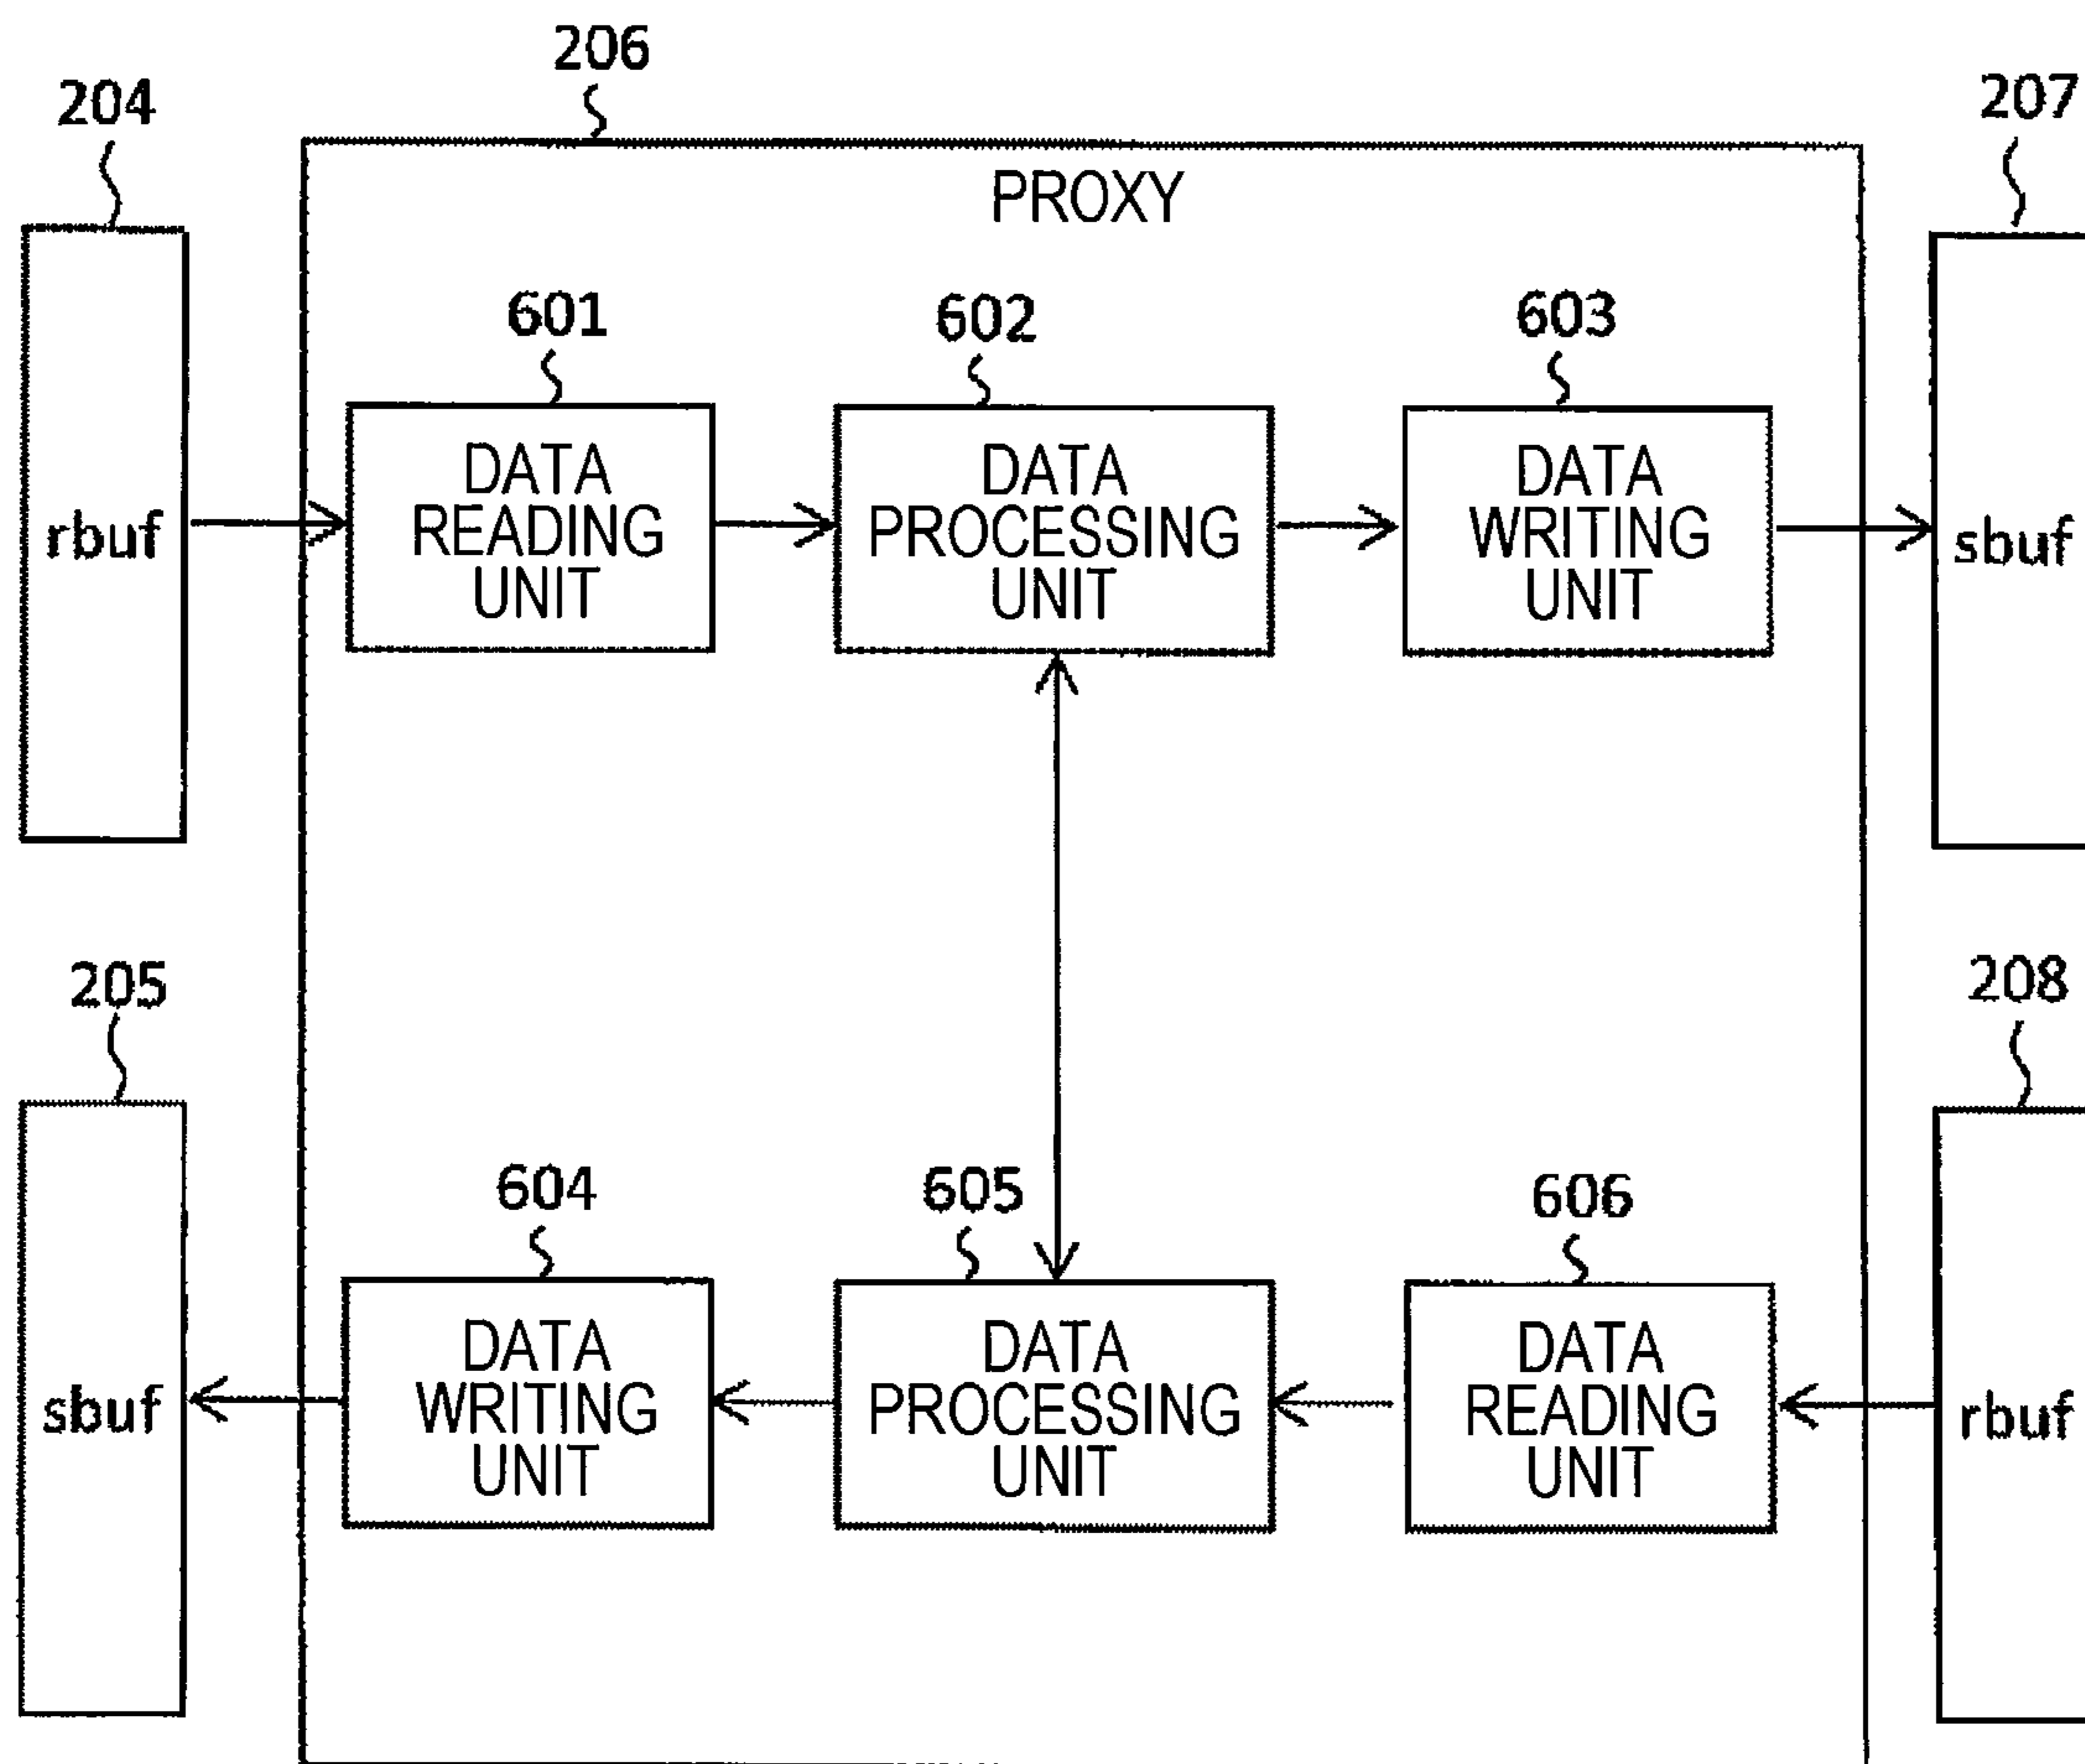 206
204
207
PROXY
601
602
603
DATA
READING
UNIT
DATA
PROCESSING
UNIT
DATA
WRITING
UNIT
rbuf
sbuf
205
208
604
605
606
DATA
WRITING
UNIT
DATA
PROCESSING
UNIT
DATA
READING
UNIT
sbuf
rbuf